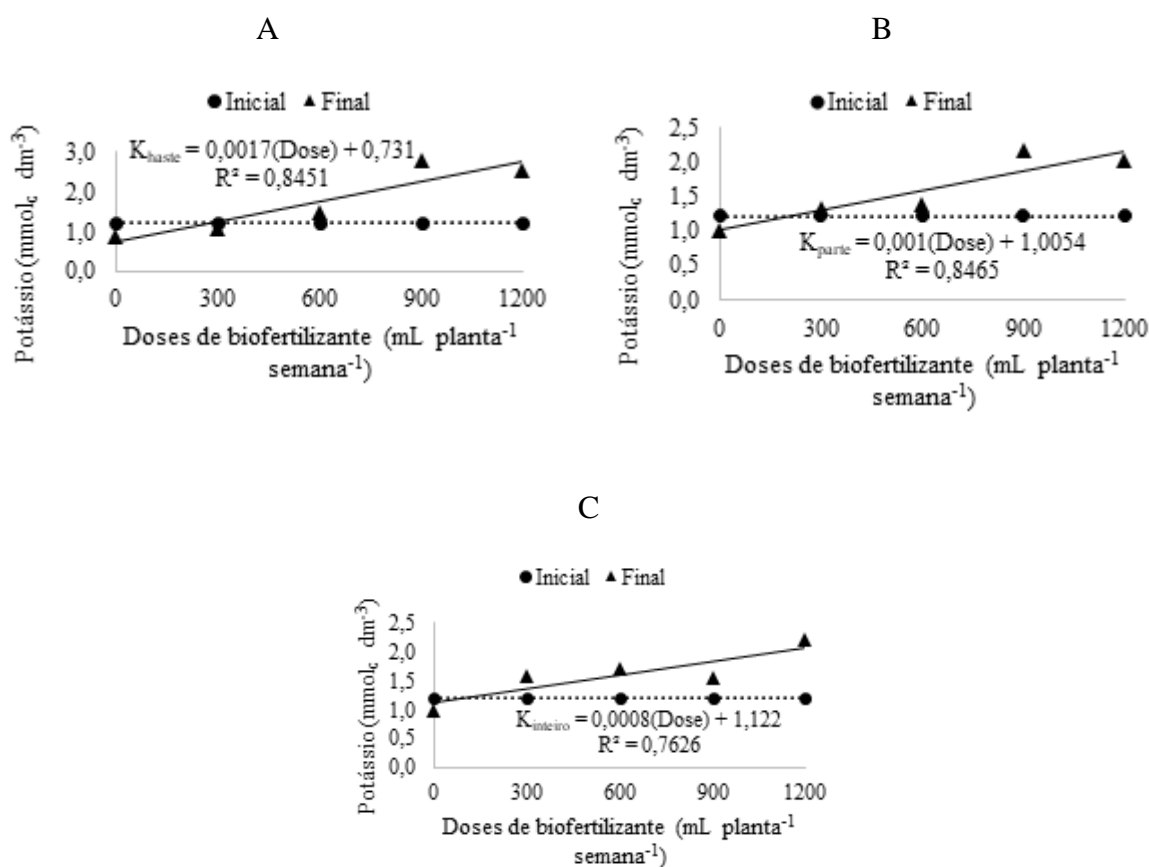 A
● Inicial ▲ Final
K_haste = 0,0017(Dose) + 0,731
R² = 0,8451
Potássio (mmol_c dm⁻³)
3,0
2,0
1,0
0,0
0 300 600 900 1200
Doses de biofertilizante (mL planta⁻¹
semana⁻¹)
B
● Inicial ▲ Final
Potássio (mmol_c dm⁻³)
2,5
2,0
1,5
1,0
0,5
0,0
K_parte = 0,001(Dose) + 1,0054
R² = 0,8465
0 300 600 900 1200
Doses de biofertilizante (mL planta⁻¹
semana⁻¹)
C
● Inicial ▲ Final
Potássio (mmol_c dm⁻³)
2,5
2,0
1,5
1,0
0,5
0,0
K_inteiro = 0,0008(Dose) + 1,122
R² = 0,7626
0 300 600 900 1200
Doses de biofertilizante (mL planta⁻¹
semana⁻¹)